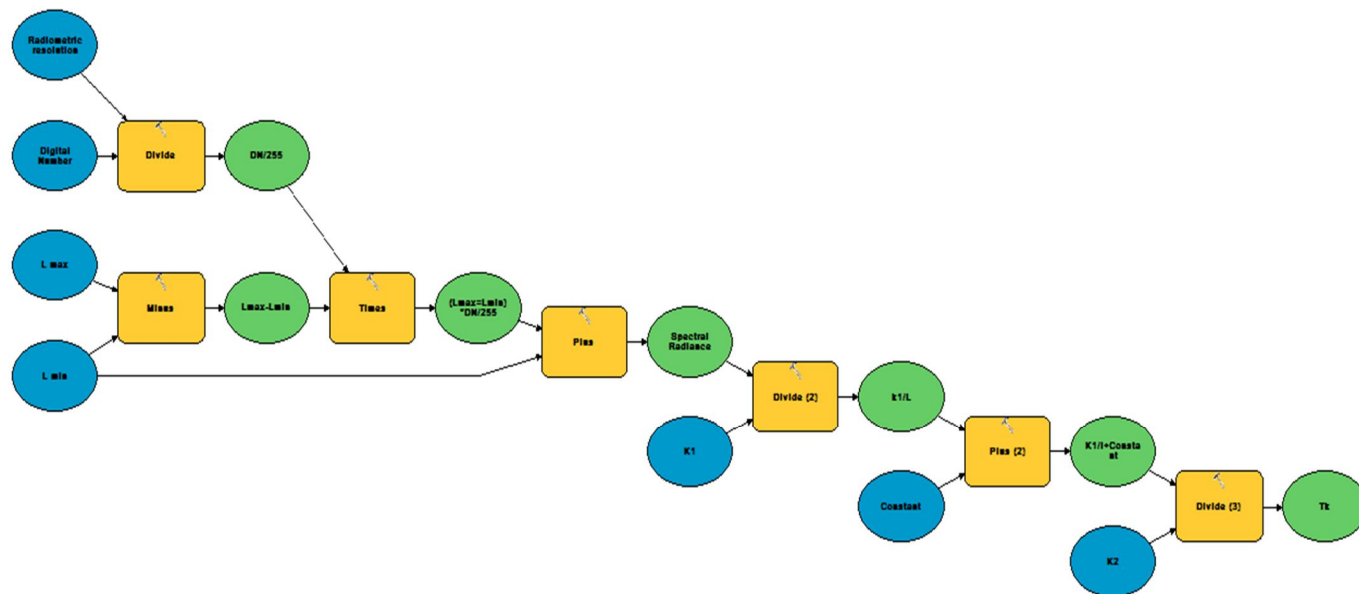 Radiometric
resolution
Digital
Number
Divide
DN/255
L max
L min
Minus
Lmax-Lmin
Times
(Lmax=Lmin)
*DN/255
Plus
Spectral
Radiance
K1
Divide (2)
k1/L
Constant
Plus (2)
K1/l+Consta
nt
K2
Divide (3)
Tk